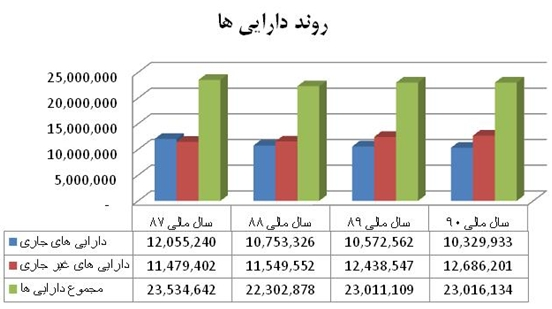 روند دارایی ها
25,000,000
20,000,000
15,000,000
10,000,000
5,000,000
-
سال مالی ۸۷ سال مالی ۸۸ سال مالی ۸۹ سال مالی ۹۰
دارایی های جاری 12,055,240 10,753,326 10,572,562 10,329,933
دارایی های غیر جاری 11,479,402 11,549,552 12,438,547 12,686,201
مجموع دارایی ها 23,534,642 22,302,878 23,011,109 23,016,134